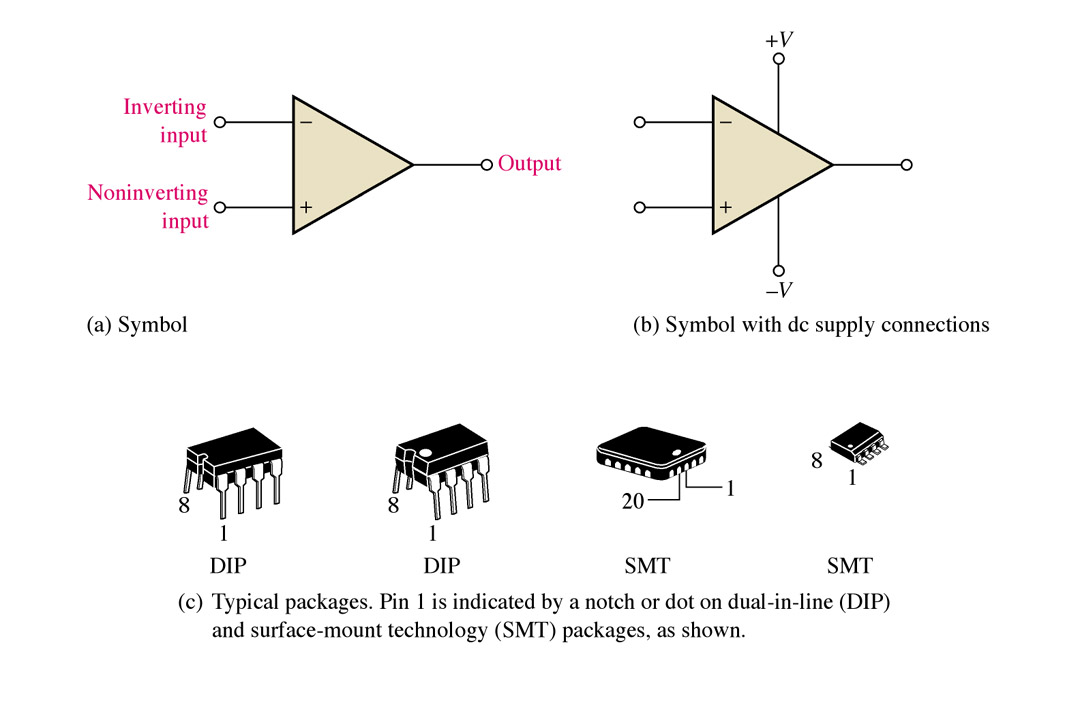 Inverting
input
−
Noninverting
input
+
Output
(a) Symbol
+V
−
+
–V
(b) Symbol with dc supply connections
8
1
DIP
8
1
DIP
20
1
SMT
8
1
SMT
(c) Typical packages. Pin 1 is indicated by a notch or dot on dual-in-line (DIP)
and surface-mount technology (SMT) packages, as shown.